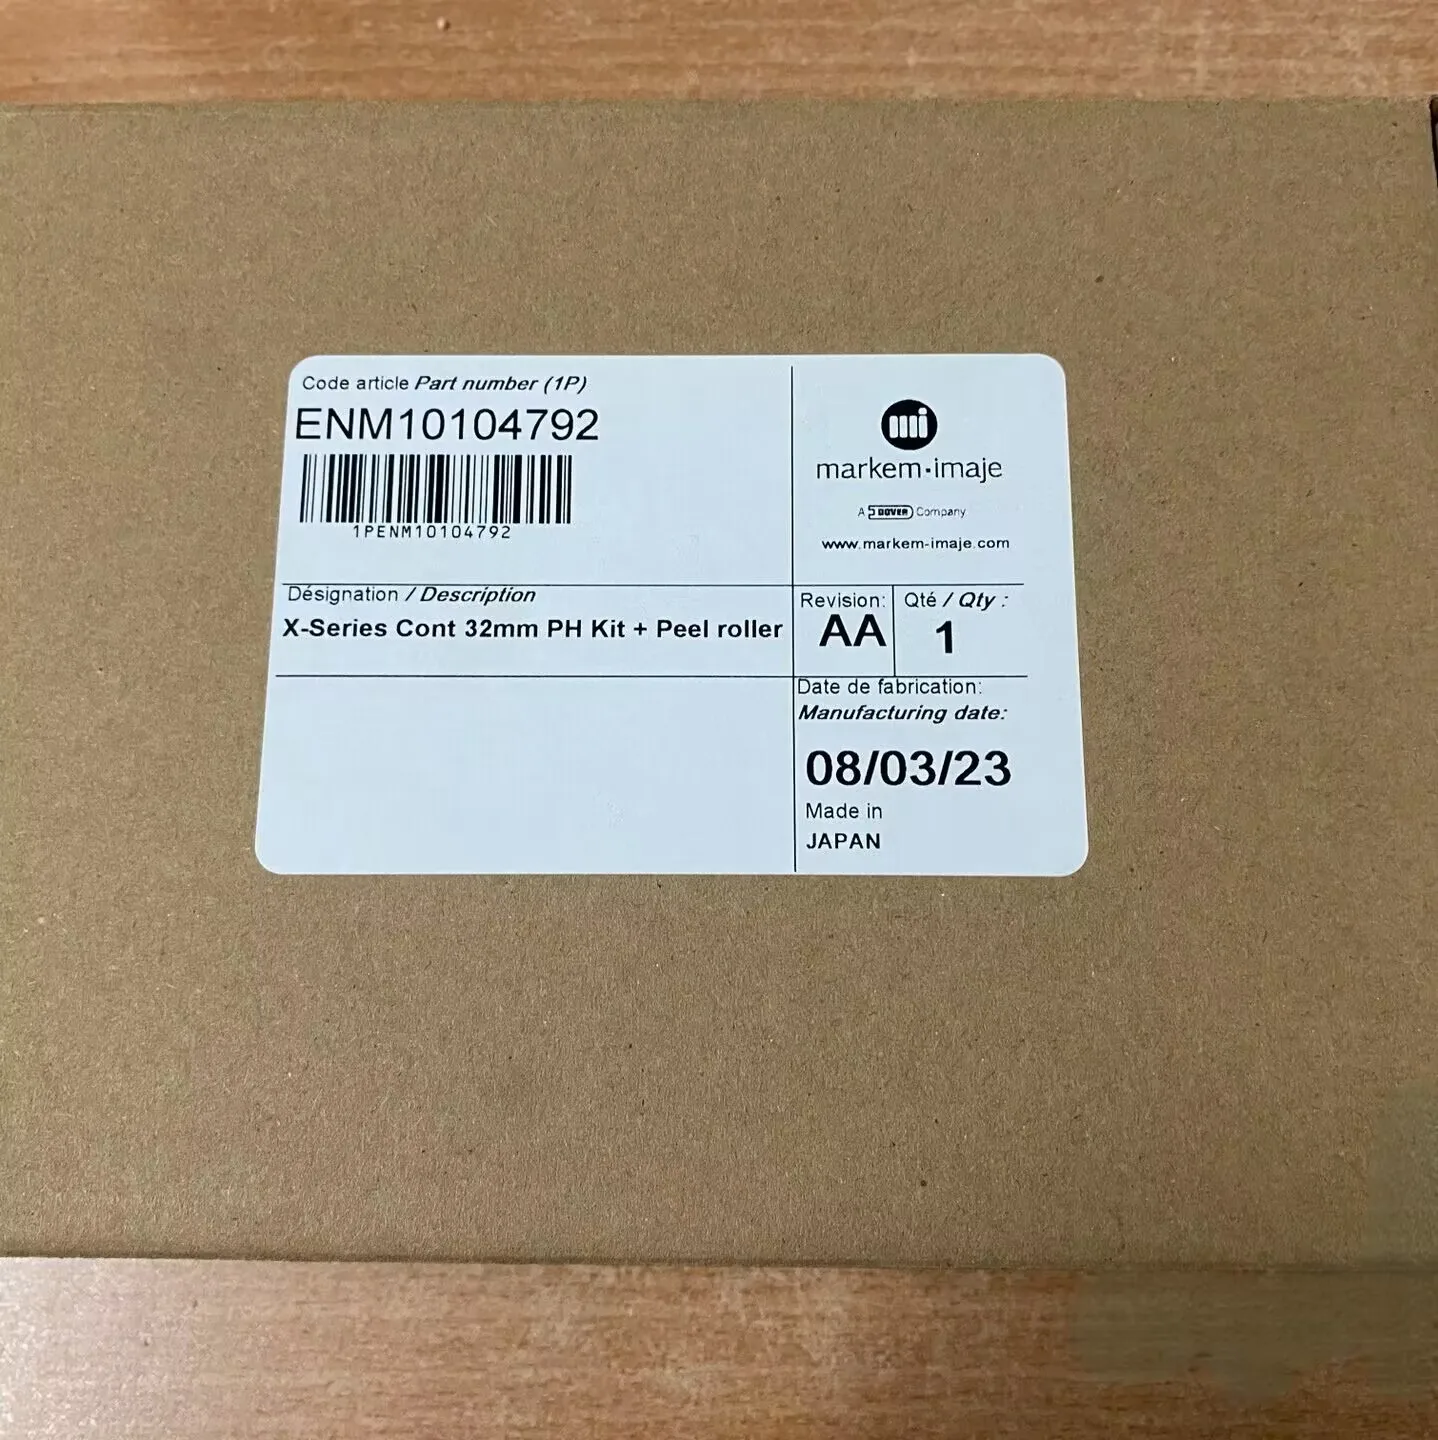 Code article Part number (1P)
ENM10104792
1PENM10104792
markem·imaje
A DOVER Company
www.markem-imaje.com
Désignation / Description
X-Series Cont 32mm PH Kit + Peel roller
Revision:
AA
Qté / Qty :
1
Date de fabrication:
Manufacturing date:
08/03/23
Made in
JAPAN